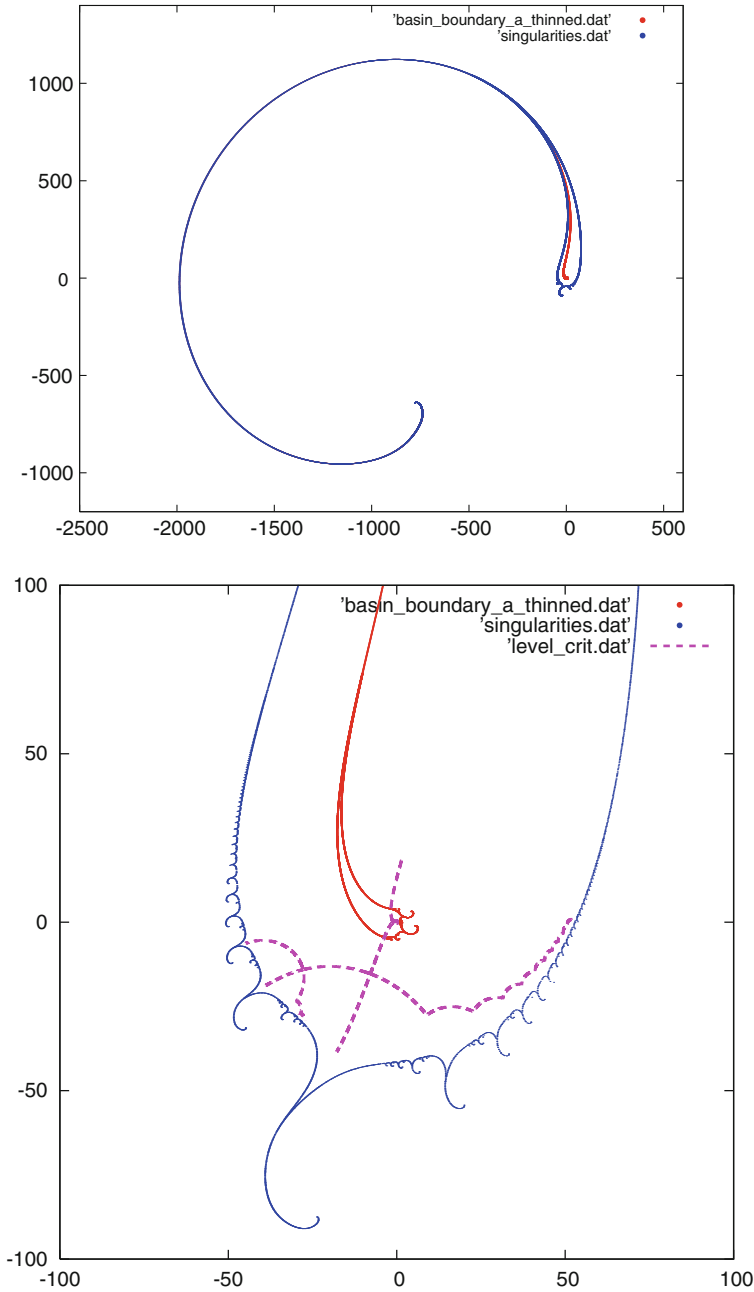 'basin_boundary_a_thinned.dat'
'singularities.dat'
1000
500
0
-500
-1000
-2500 -2000 -1500 -1000 -500 0 500
100
'basin_boundary_a_thinned.dat'
'singularities.dat'
'level_crit.dat'
50
0
-50
-100
-100 -50 0 50 100